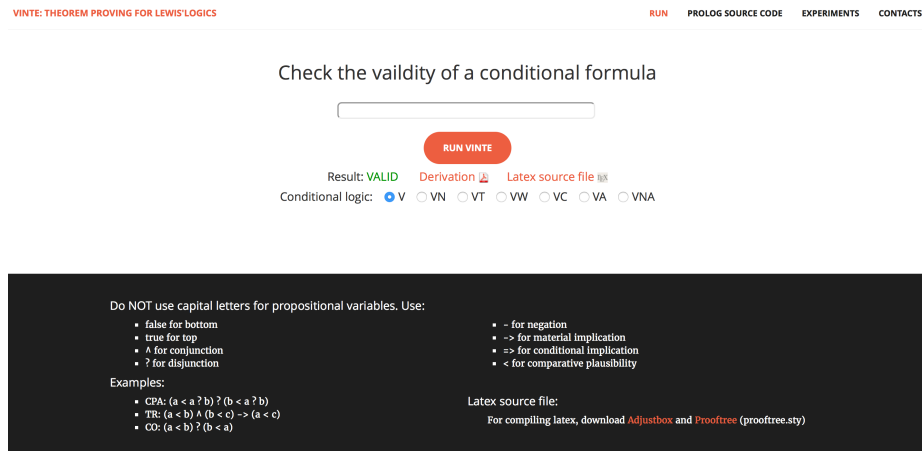 VINTE: THEOREM PROVING FOR LEWIS'LOGICS
RUN PROLOG SOURCE CODE EXPERIMENTS CONTACTS
Check the vaildity of a conditional formula
RUN VINTE
Result: VALID Derivation Latex source file
Conditional logic: V VN VT VW VC VA VNA
Do NOT use capital letters for propositional variables. Use:
▪ false for bottom
▪ true for top
▪ ^ for conjunction
▪ ? for disjunction
▪ - for negation
▪ -> for material implication
▪ => for conditional implication
▪ < for comparative plausibility
Examples:
▪ CPA: (a < a ? b) ? (b < a ? b)
▪ TR: (a < b) ^ (b < c) -> (a < c)
▪ CO: (a < b) ? (b < a)
Latex source file:
For compiling latex, download Adjustbox and Prooftree (prooftree.sty)